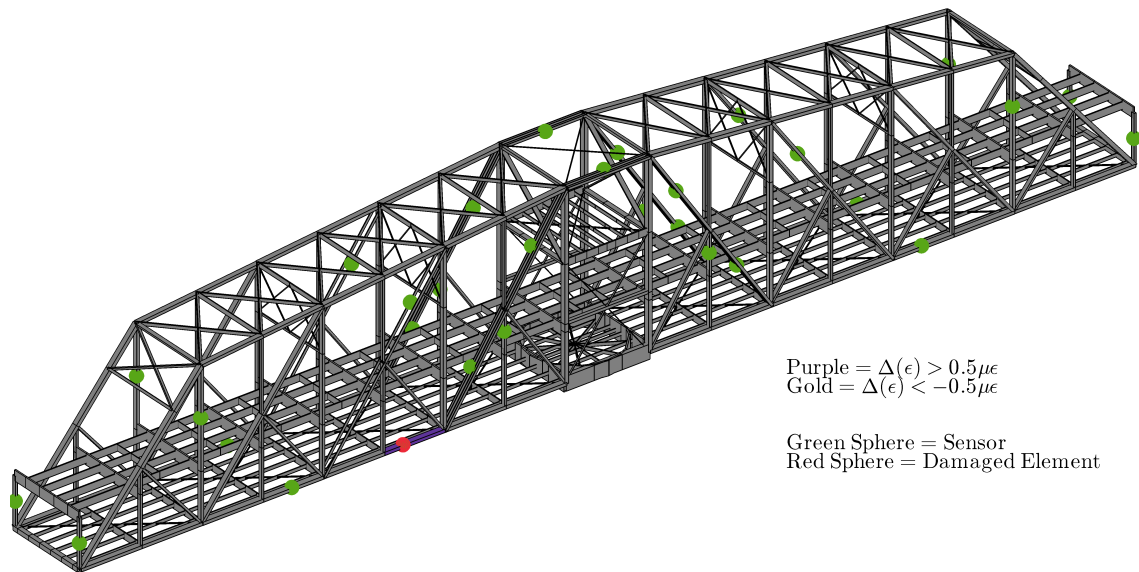 Purple = Δ(ϵ) > 0.5μϵ
Gold = Δ(ϵ) < −0.5μϵ
Green Sphere = Sensor
Red Sphere = Damaged Element